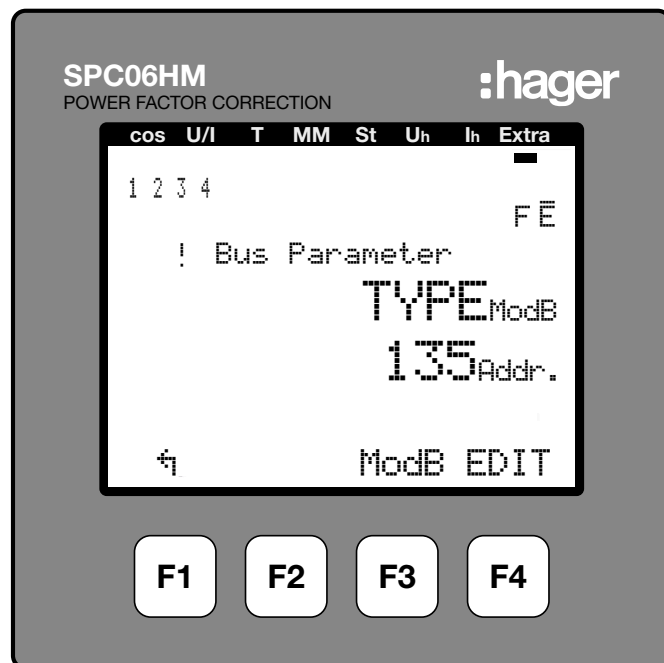 SPC06HM
:hager
POWER FACTOR CORRECTION
cos U/I T MM St Uh Ih Extra
1 2 3 4
F Ē
! Bus Parameter
TYPE ModB
135 Addr.
ModB EDIT
F1 F2 F3 F4